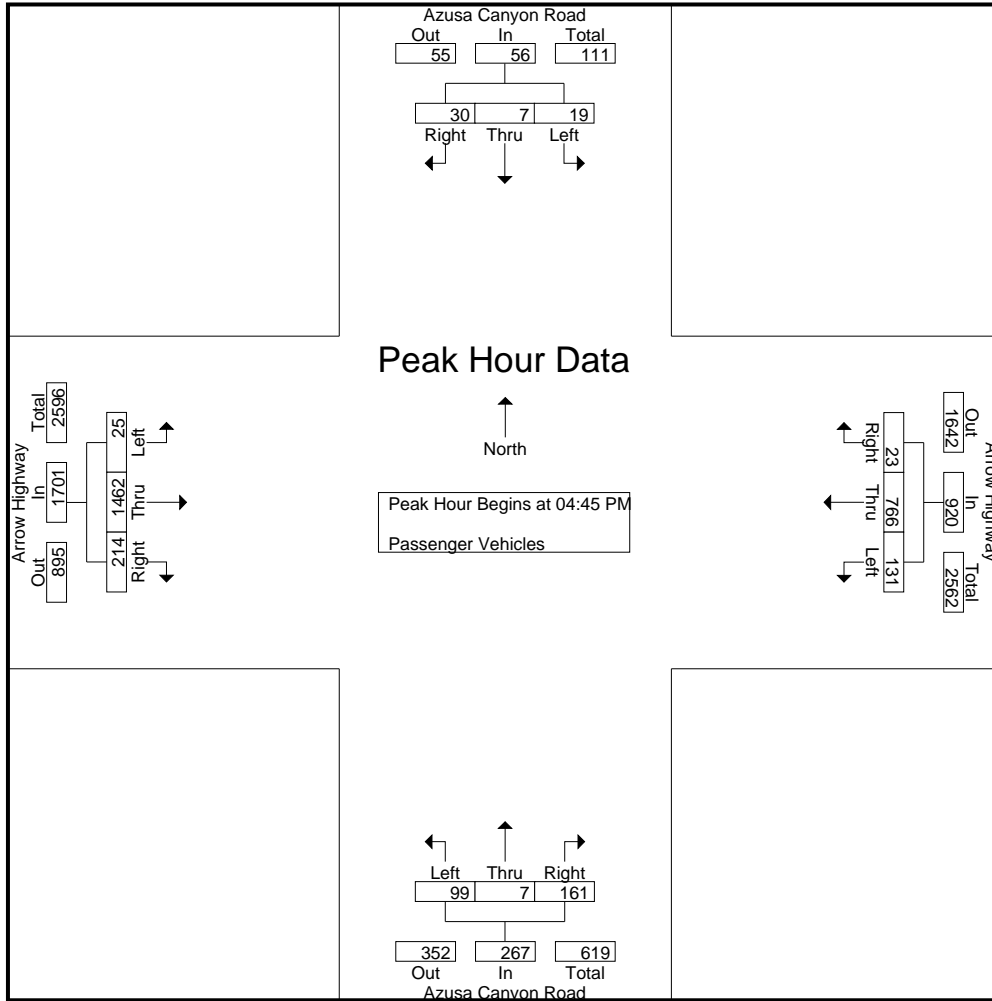 Azusa Canyon Road
Out In Total
55 56 111
30 7 19
Right Thru Left
Peak Hour Data
North
Peak Hour Begins at 04:45 PM
Passenger Vehicles
Arrow Highway
Total In Out
2596 1701 895
25 1462 214
Left Thru Right
Arrow Highway
Out In Total
1642 920 2562
23 766 131
Right Thru Left
Left Thru Right
99 7 161
352 267 619
Out In Total
Azusa Canyon Road